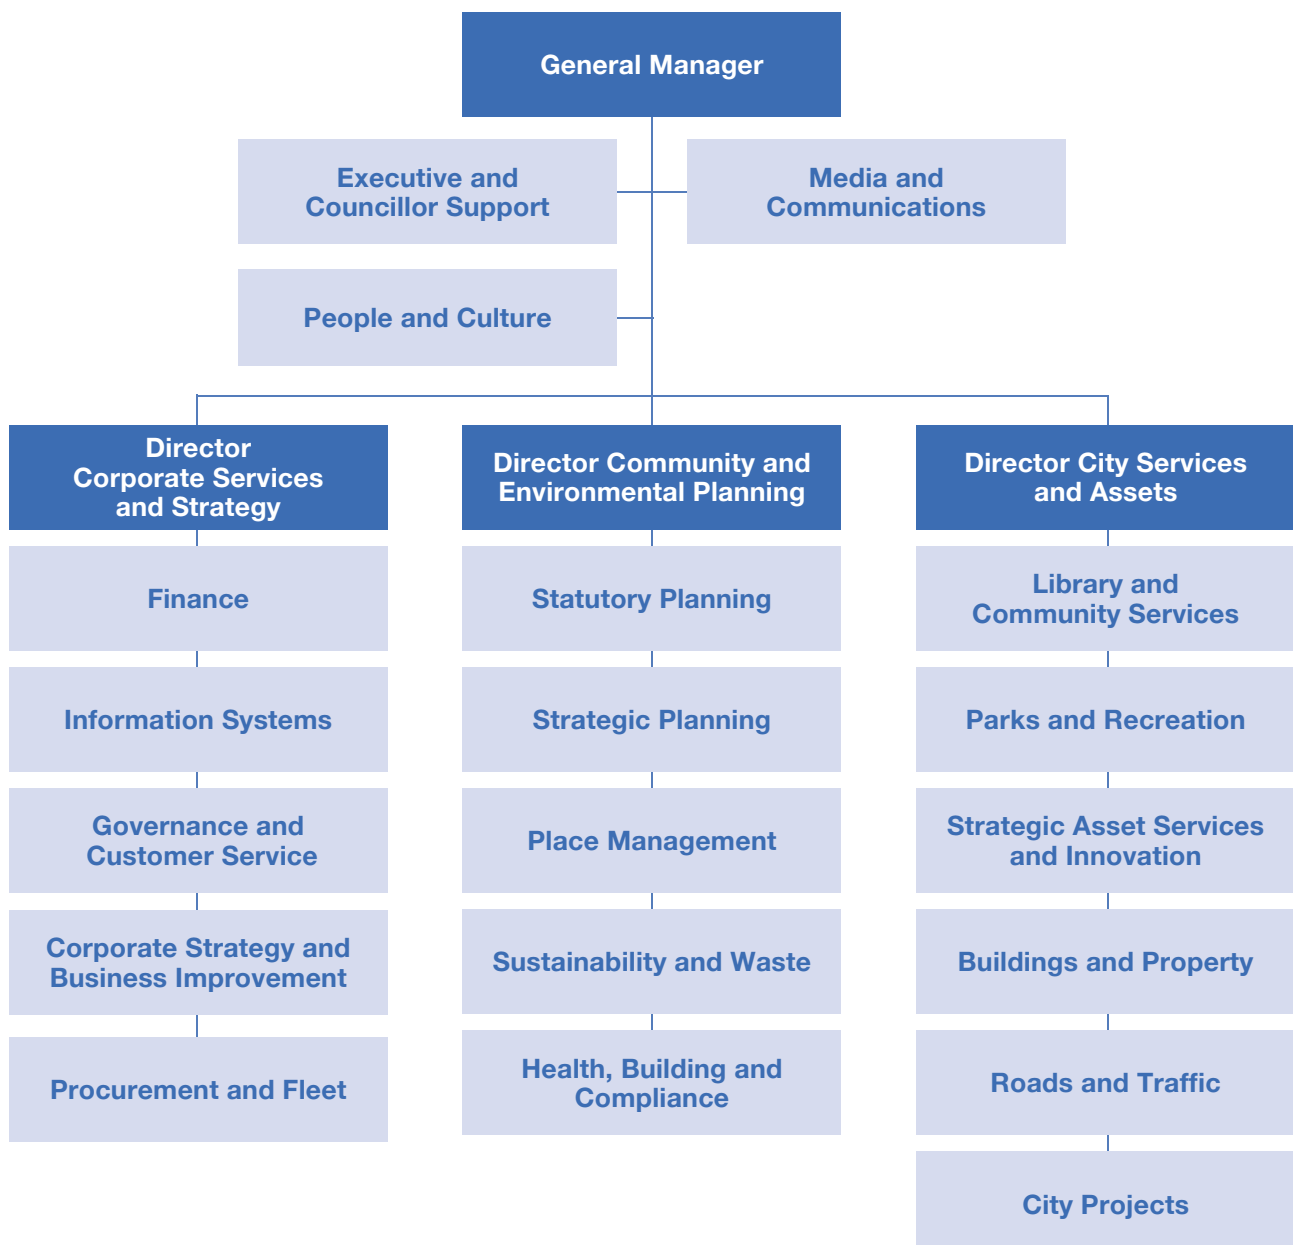 General Manager
Executive and
Councillor Support
Media and
Communications
People and Culture
Director
Corporate Services
and Strategy
Finance
Information Systems
Governance and
Customer Service
Corporate Strategy and
Business Improvement
Procurement and Fleet
Director Community and
Environmental Planning
Statutory Planning
Strategic Planning
Place Management
Sustainability and Waste
Health, Building and
Compliance
Director City Services
and Assets
Library and
Community Services
Parks and Recreation
Strategic Asset Services
and Innovation
Buildings and Property
Roads and Traffic
City Projects